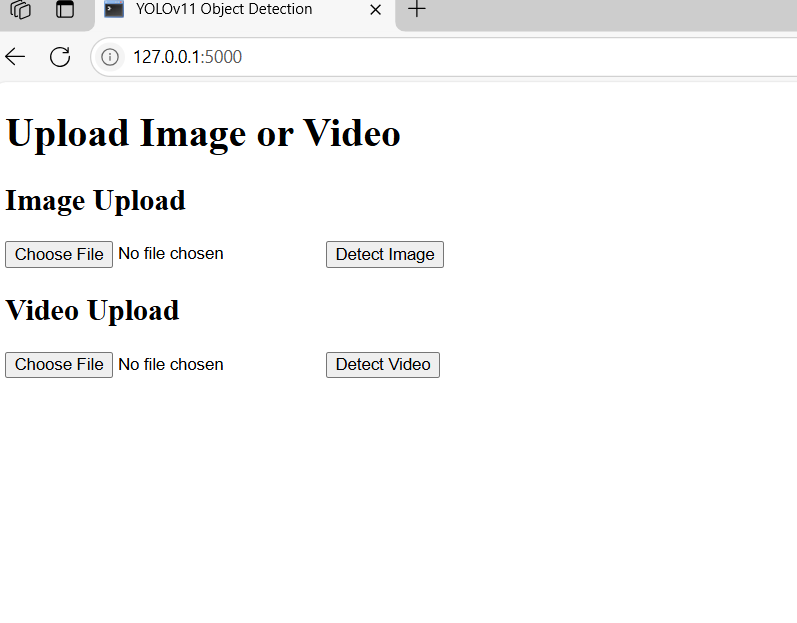 YOLOv11 Object Detection
127.0.0.1:5000
Upload Image or Video
Image Upload
Choose File No file chosen Detect Image
Video Upload
Choose File No file chosen Detect Video